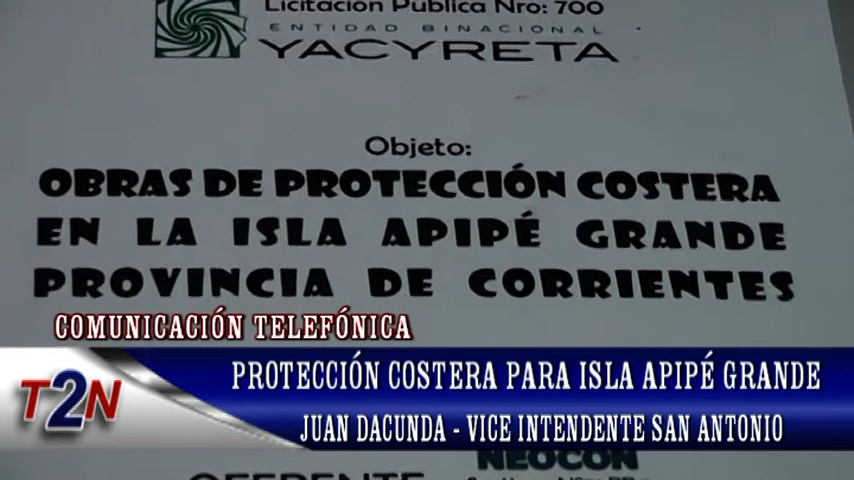 Licitación Pública Nro: 700
ENTIDAD BINACIONAL
YACYRETA
Objeto:
OBRAS DE PROTECCIÓN COSTERA
EN LA ISLA APIPÉ GRANDE
PROVINCIA DE CORRIENTES
COMUNICACIÓN TELEFÓNICA
T2N
PROTECCIÓN COSTERA PARA ISLA APIPÉ GRANDE
JUAN DACUNDA - VICE INTENDENTE SAN ANTONIO
OFERENTE
NEOCON